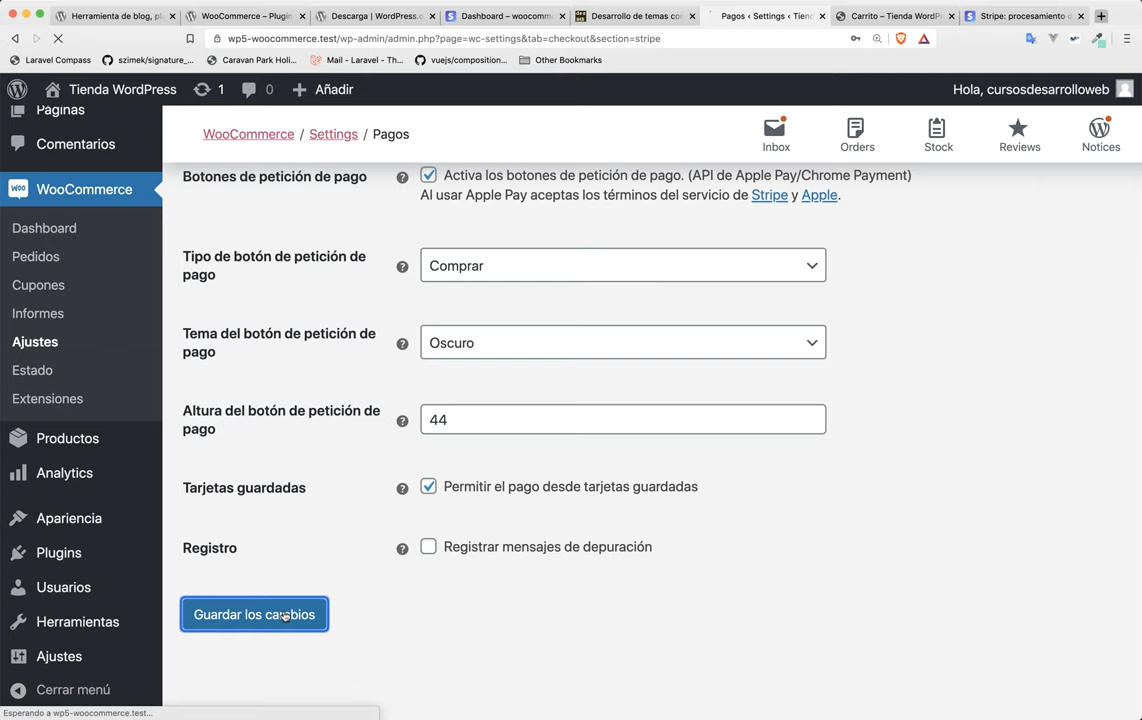 Herramienta de blog, pl
WooCommerce – Plugin
Descarga | WordPress.o
Dashboard – woocomm
Desarrollo de temas con
Pagos ‹ Settings ‹ Tien
Carrito – Tienda WordPr
Stripe: procesamiento d
wp5-woocommerce.test/wp-admin/admin.php?page=wc-settings&tab=checkout&section=stripe
Laravel Compass
szimek/signature_...
Caravan Park Holi...
Mail - Laravel - Th...
vuejs/composition...
Other Bookmarks
Tienda WordPress
1
0
Añadir
Hola, cursosdesarrolloweb
Páginas
Comentarios
WooCommerce
Dashboard
Pedidos
Cupones
Informes
Ajustes
Estado
Extensiones
Productos
Analytics
Apariencia
Plugins
Usuarios
Herramientas
Ajustes
Cerrar menú
WooCommerce / Settings / Pagos
Inbox
Orders
Stock
Reviews
Notices
Botones de petición de pago
Activa los botones de petición de pago. (API de Apple Pay/Chrome Payment)
Al usar Apple Pay aceptas los términos del servicio de Stripe y Apple.
Tipo de botón de petición de
pago
Comprar
Tema del botón de petición de
pago
Oscuro
Altura del botón de petición de
pago
44
Tarjetas guardadas
Permitir el pago desde tarjetas guardadas
Registro
Registrar mensajes de depuración
Guardar los cambios
Esperando a wp5-woocommerce.test...